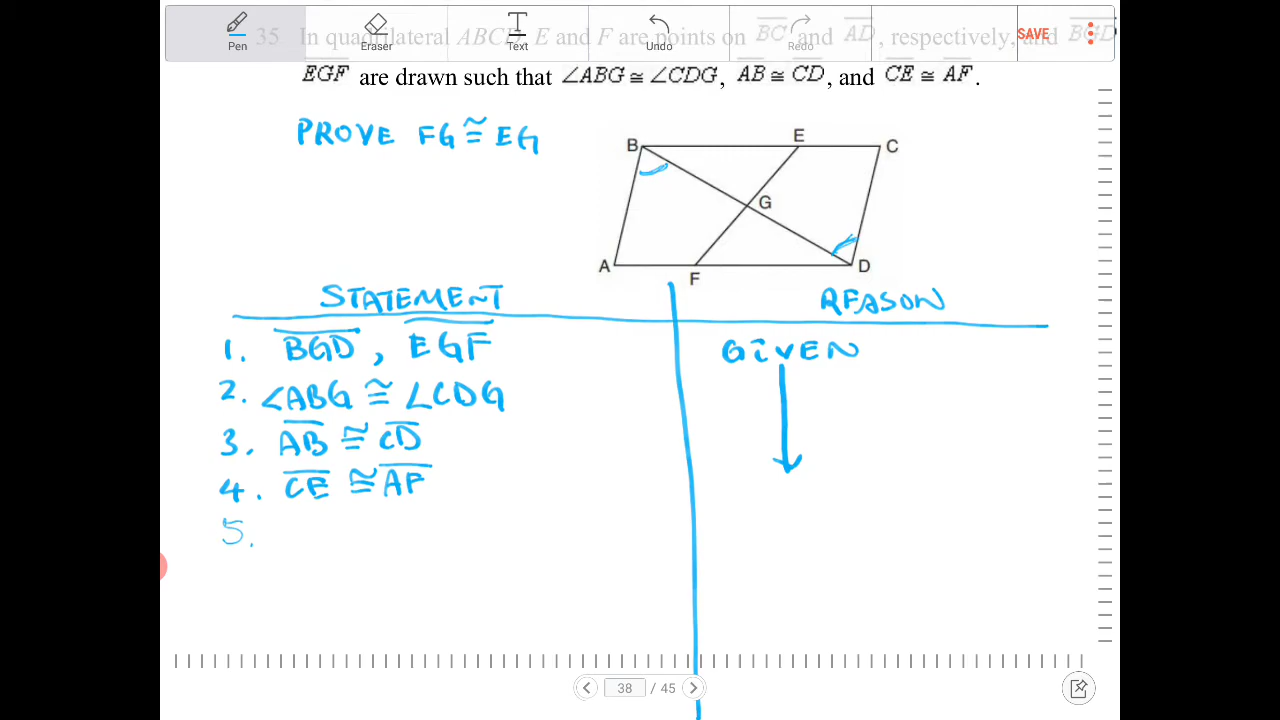 Pen Eraser Text Undo Redo SAVE
35. In quadrilateral ABCD, E and F are points on BC and AD, respectively, and BGD
EGF are drawn such that ∠ABG ≅ ∠CDG, AB ≅ CD, and CE ≅ AF.
PROVE FG ≅ EG
B E C
G
A F D
STATEMENT REASON
1. BGD, EGF GIVEN
2. ∠ABG ≅ ∠CDG
3. AB ≅ CD
4. CE ≅ AF
5.
38 / 45